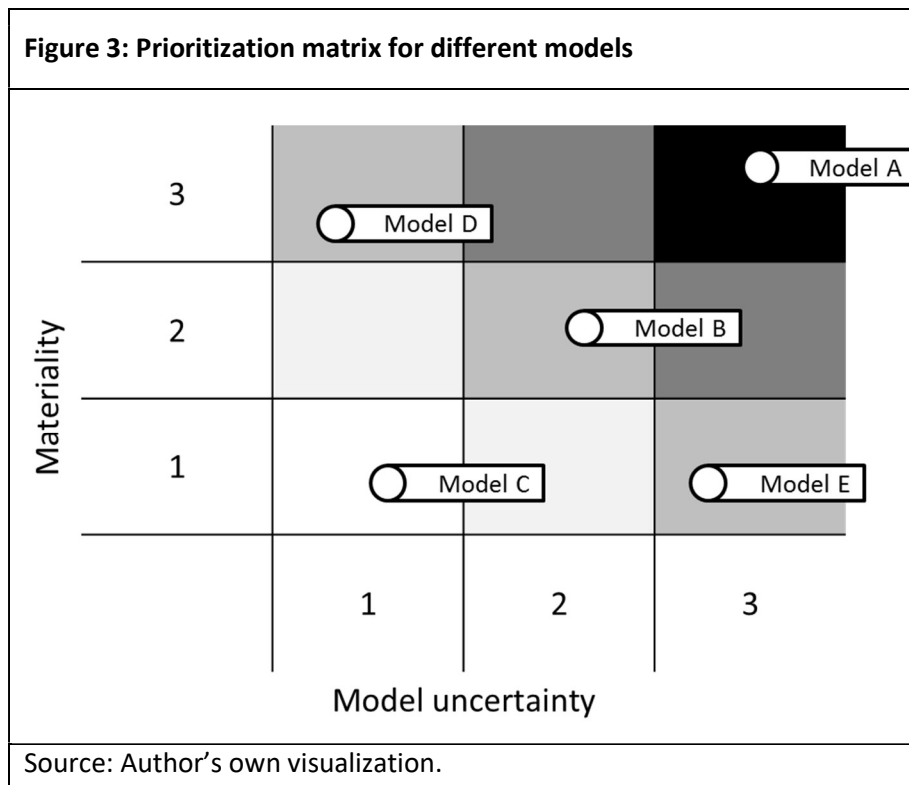 Figure 3: Prioritization matrix for different models
Model A
3
Model D
Materiality
2
Model B
1
Model C
Model E
1
2
3
Model uncertainty
Source: Author’s own visualization.